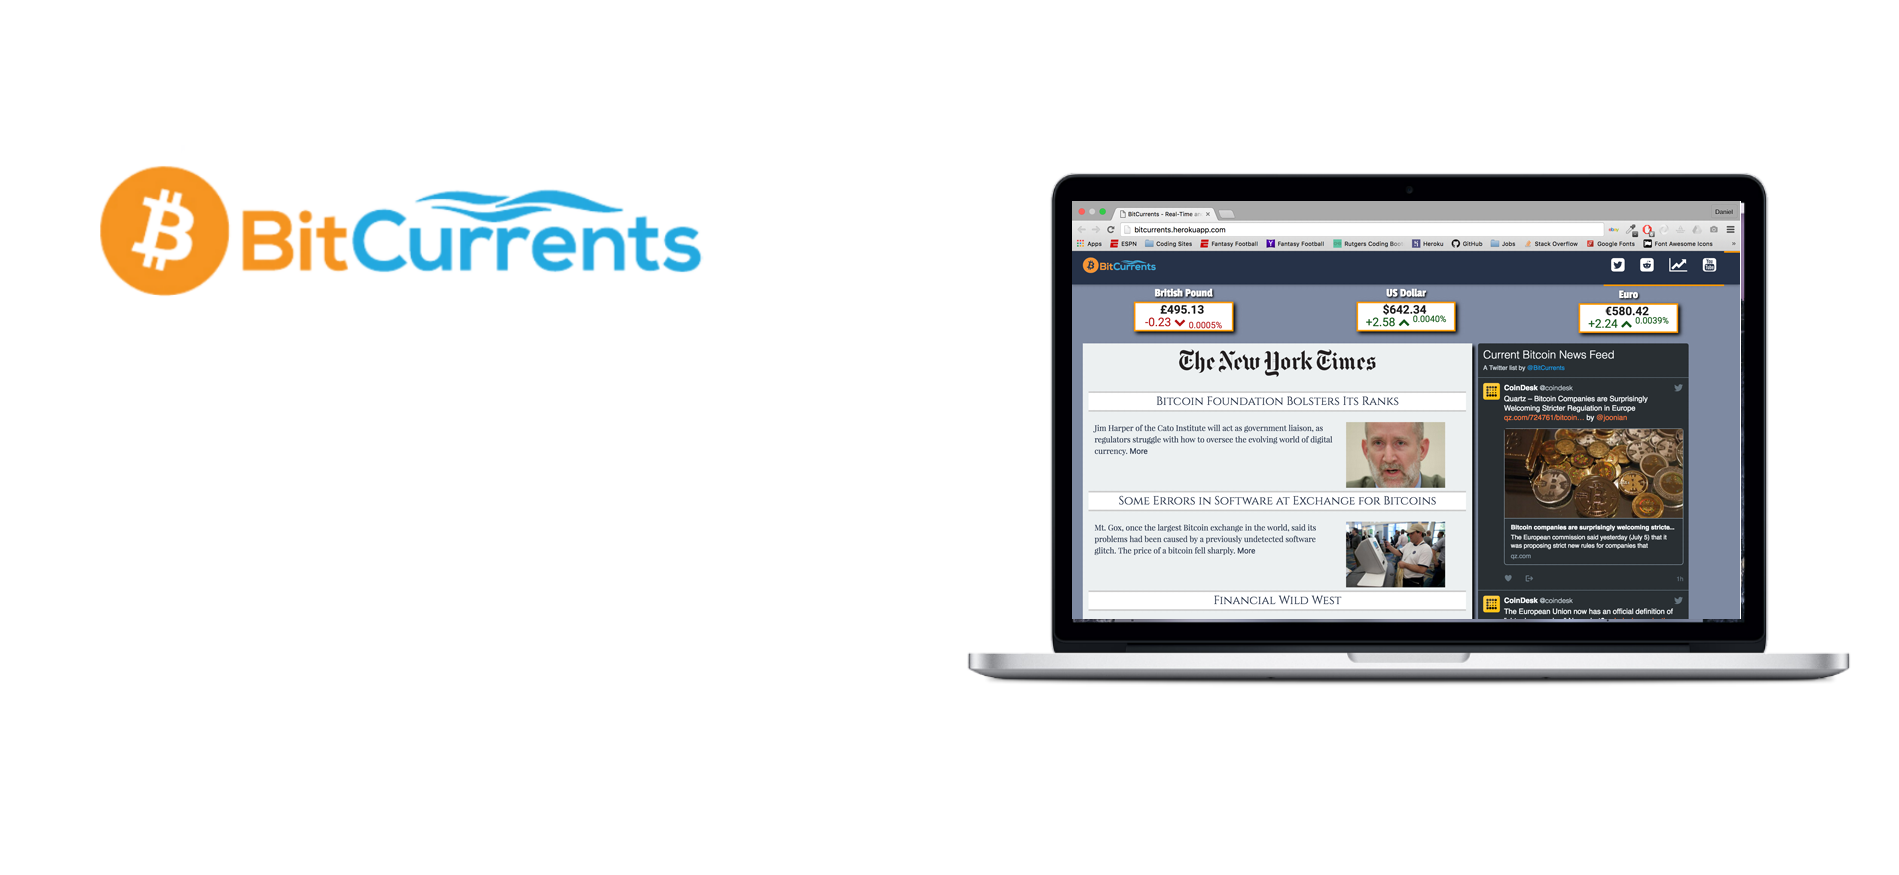 BitCurrents
BitCurrents - Real-Time an
Daniel
bitcurrents.herokuapp.com
Apps ESPN Coding Sites Fantasy Football Fantasy Football Rutgers Coding Boo Heroku GitHub Jobs Stack Overflow Google Fonts Font Awesome Icons »
BitCurrents
British Pound
£495.13
-0.23 0.0005%
US Dollar
$642.34
+2.58 0.0040%
Euro
€580.42
+2.24 0.0039%
The New York Times
Bitcoin Foundation Bolsters Its Ranks
Jim Harper of the Cato Institute will act as government liaison, as
regulators struggle with how to oversee the evolving world of digital
currency. More
Some Errors in Software at Exchange for Bitcoins
Mt. Gox, once the largest Bitcoin exchange in the world, said its
problems had been caused by a previously undetected software
glitch. The price of a bitcoin fell sharply. More
Financial Wild West
Current Bitcoin News Feed
A Twitter list by @BitCurrents
CoinDesk @coindesk
Quartz – Bitcoin Companies are Surprisingly
Welcoming Stricter Regulation in Europe
qz.com/724761/bitcoin… by @joonian
Bitcoin companies are surprisingly welcoming stricte...
The European commission said yesterday (July 5) that it
was proposing strict new rules for companies that
qz.com
1h
CoinDesk @coindesk
The European Union now has an official definition of